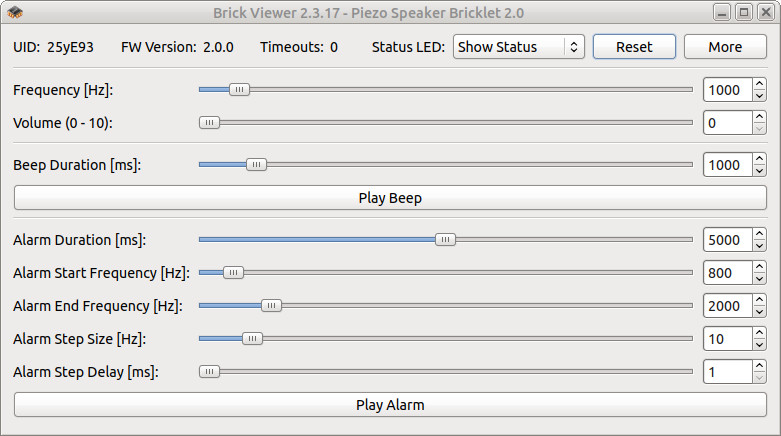 Brick Viewer 2.3.17 - Piezo Speaker Bricklet 2.0
UID: 25yE93 FW Version: 2.0.0 Timeouts: 0 Status LED: Show Status Reset More
Frequency [Hz]: 1000
Volume (0 - 10): 0
Beep Duration [ms]: 1000
Play Beep
Alarm Duration [ms]: 5000
Alarm Start Frequency [Hz]: 800
Alarm End Frequency [Hz]: 2000
Alarm Step Size [Hz]: 10
Alarm Step Delay [ms]: 1
Play Alarm